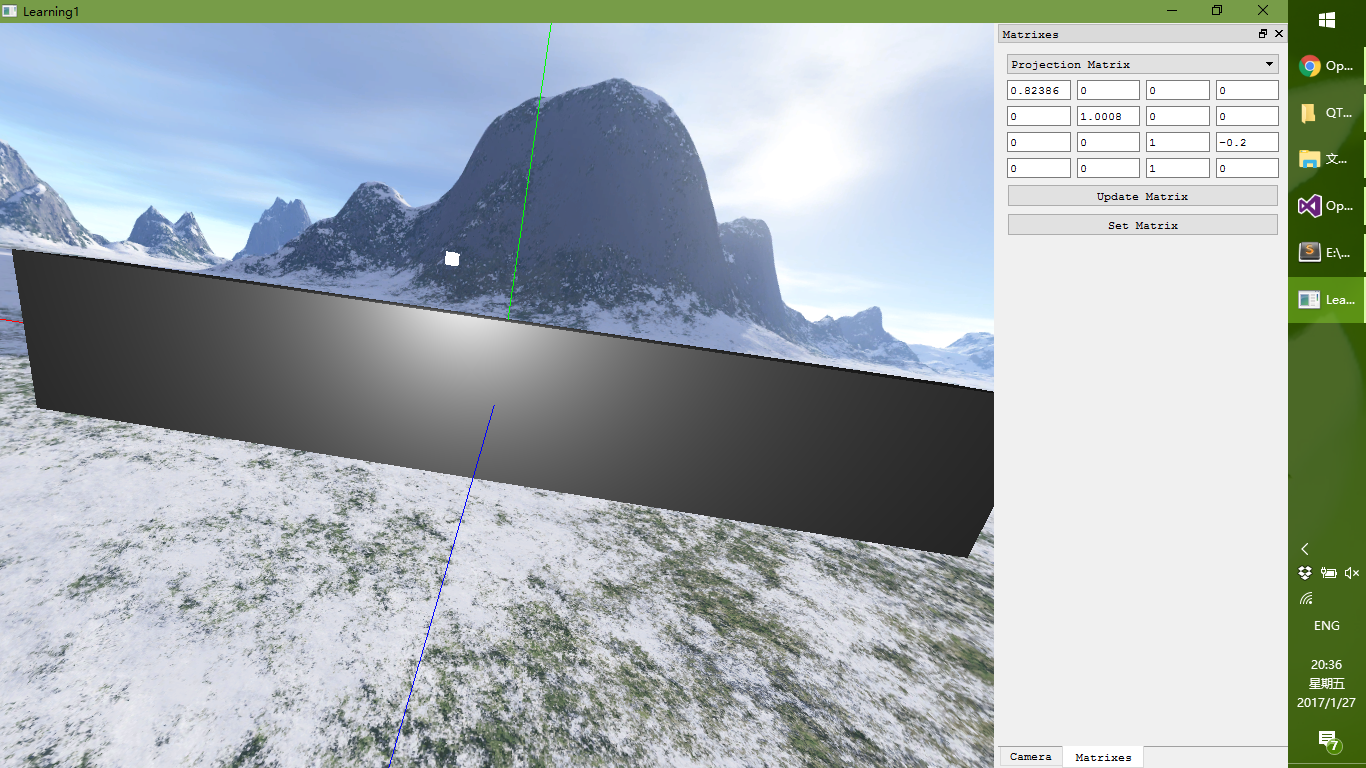 Learning1
Matrixes
Projection Matrix
0.82386 0 0 0
0 1.0008 0 0
0 0 1 -0.2
0 0 1 0
Update Matrix
Set Matrix
Camera Matrixes
Op...
QT...
文...
Op...
E:\...
Lea...
ENG
20:36
星期五
2017/1/27
7